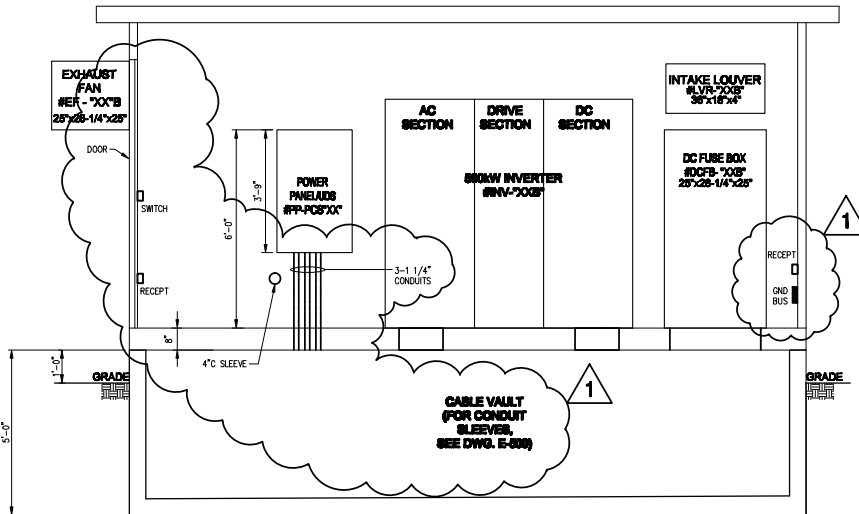 EXHAUST
FAN
#EF - "XX"B
25"x28-1/4"x25"
DOOR
SWITCH
RECEPT
6'-0"
3'-9"
POWER
PANEL/UDS
#PP-PCS"XX"
3-1 1/4"
CONDUITS
4"C SLEEVE
8"
AC
SECTION
DRIVE
SECTION
DC
SECTION
#INV-"XXB"
INTAKE LOUVER
#LVR-"XXB"
36"x18"x4"
DC FUSE BOX
#DCFB- "XXB"
25"x28-1/4"x25"
1
RECEPT
GND
BUS
1'-0"
GRADE
5'-0"
CABLE VAULT
(FOR CONDUIT
SLEEVES,
SEE DWG.
1
GRADE